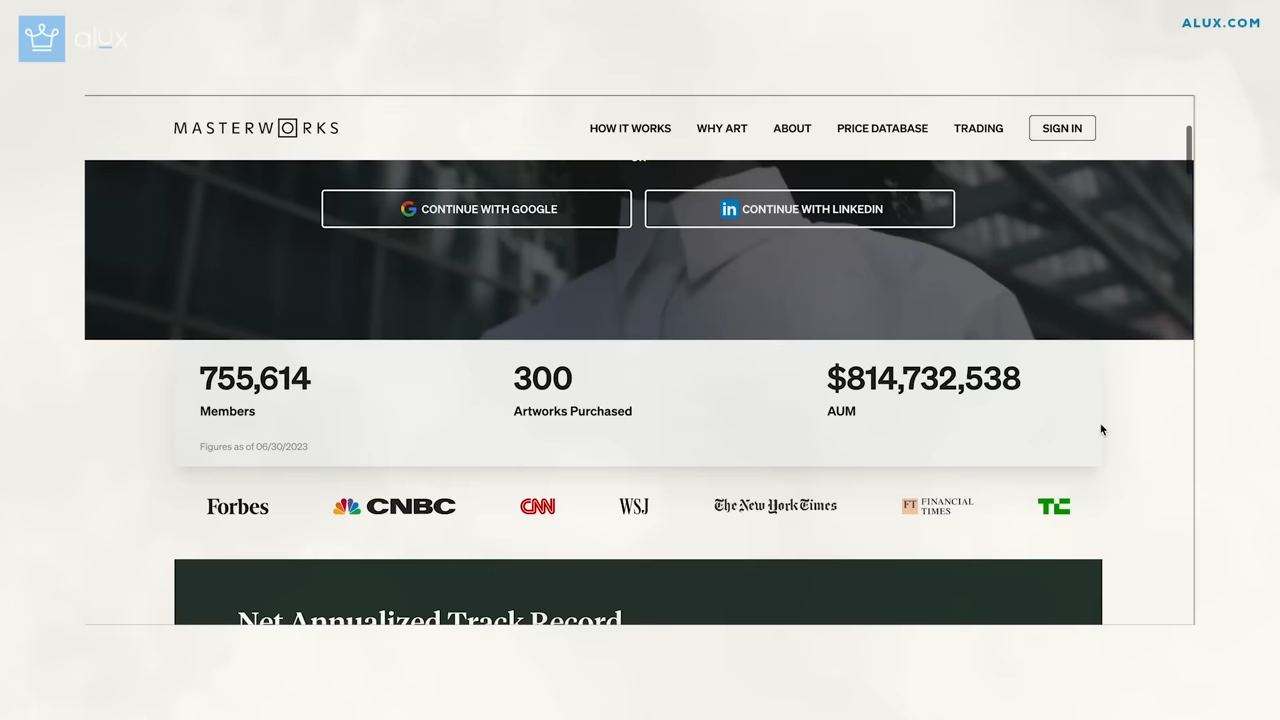 alux
ALUX.COM
MASTERWORKS
HOW IT WORKS WHY ART ABOUT PRICE DATABASE TRADING SIGN IN
CONTINUE WITH GOOGLE in CONTINUE WITH LINKEDIN
755,614 300 $814,732,538
Members Artworks Purchased AUM
Figures as of 06/30/2023
Forbes CNBC CNN WSJ The New York Times FT FINANCIAL TIMES TC
Net Annualized Track Record